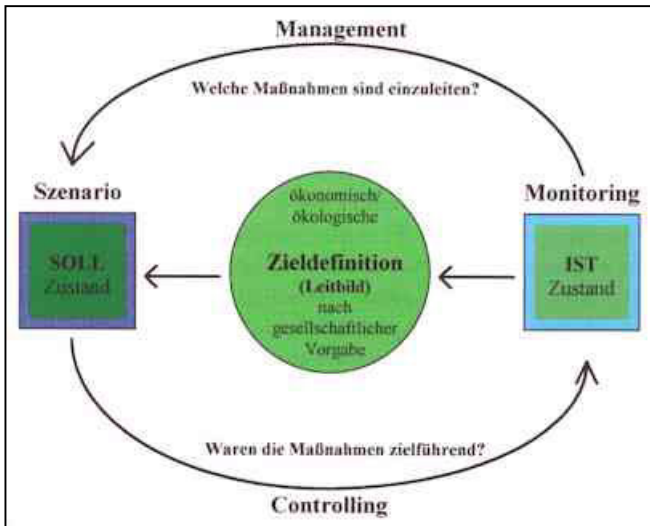 Management
Welche Maßnahmen sind einzuleiten?
Szenario
Monitoring
ökonomisch/
ökologische
SOLL
Zustand
Zieldefinition
(Leitbild)
nach
gesellschaftlicher
Vorgabe
IST
Zustand
Waren die Maßnahmen zielführend?
Controlling